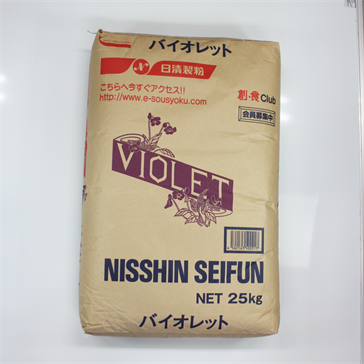 バイオレット
N 日清製粉
こちらへ今すぐアクセス!!
http://www.e-sousyoku.com
創・食Club
会員募集中
VIOLET
NISSHIN SEIFUN
NET 25kg
バイオレット